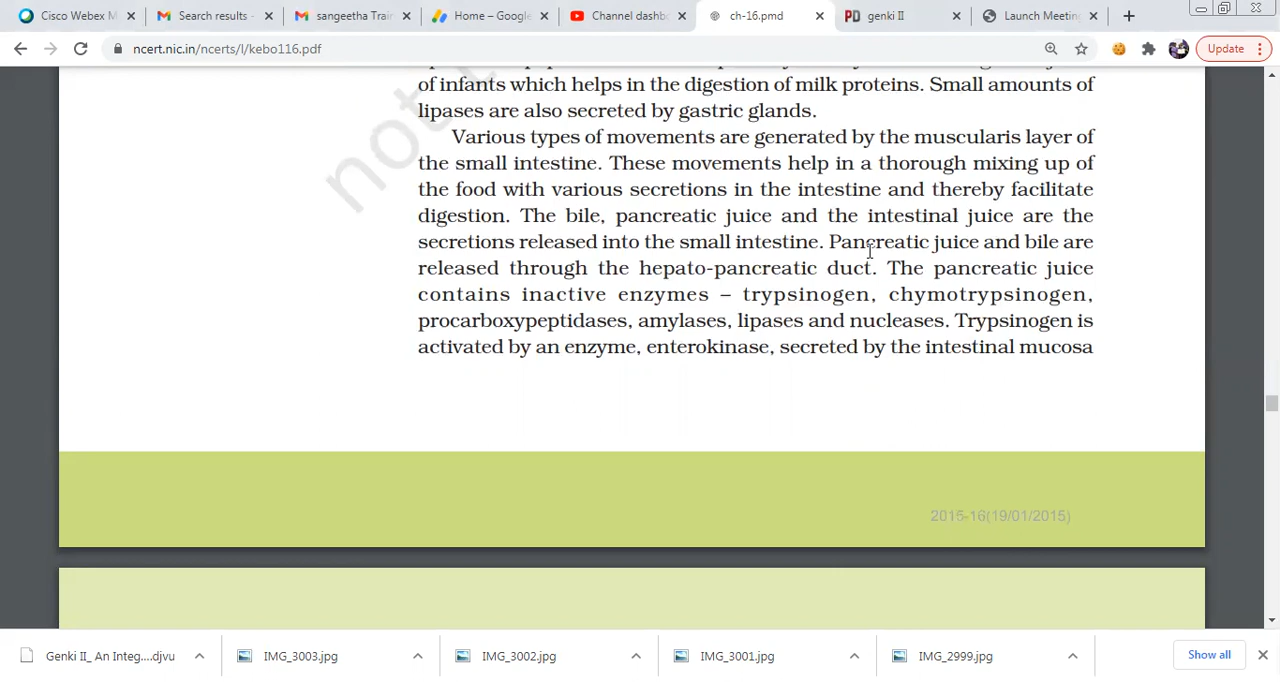 Cisco Webex M
Search results -
sangeetha Train
Home – Google
Channel dashb
ch-16.pmd
genki II
Launch Meeting
ncert.nic.in/ncerts/l/kebo116.pdf
Update
of infants which helps in the digestion of milk proteins. Small amounts of
lipases are also secreted by gastric glands.
Various types of movements are generated by the muscularis layer of
the small intestine. These movements help in a thorough mixing up of
the food with various secretions in the intestine and thereby facilitate
digestion. The bile, pancreatic juice and the intestinal juice are the
secretions released into the small intestine. Pancreatic juice and bile are
released through the hepato-pancreatic duct. The pancreatic juice
contains inactive enzymes – trypsinogen, chymotrypsinogen,
procarboxypeptidases, amylases, lipases and nucleases. Trypsinogen is
activated by an enzyme, enterokinase, secreted by the intestinal mucosa
not
2015-16(19/01/2015)
Genki II_ An Integ....djvu
IMG_3003.jpg
IMG_3002.jpg
IMG_3001.jpg
IMG_2999.jpg
Show all